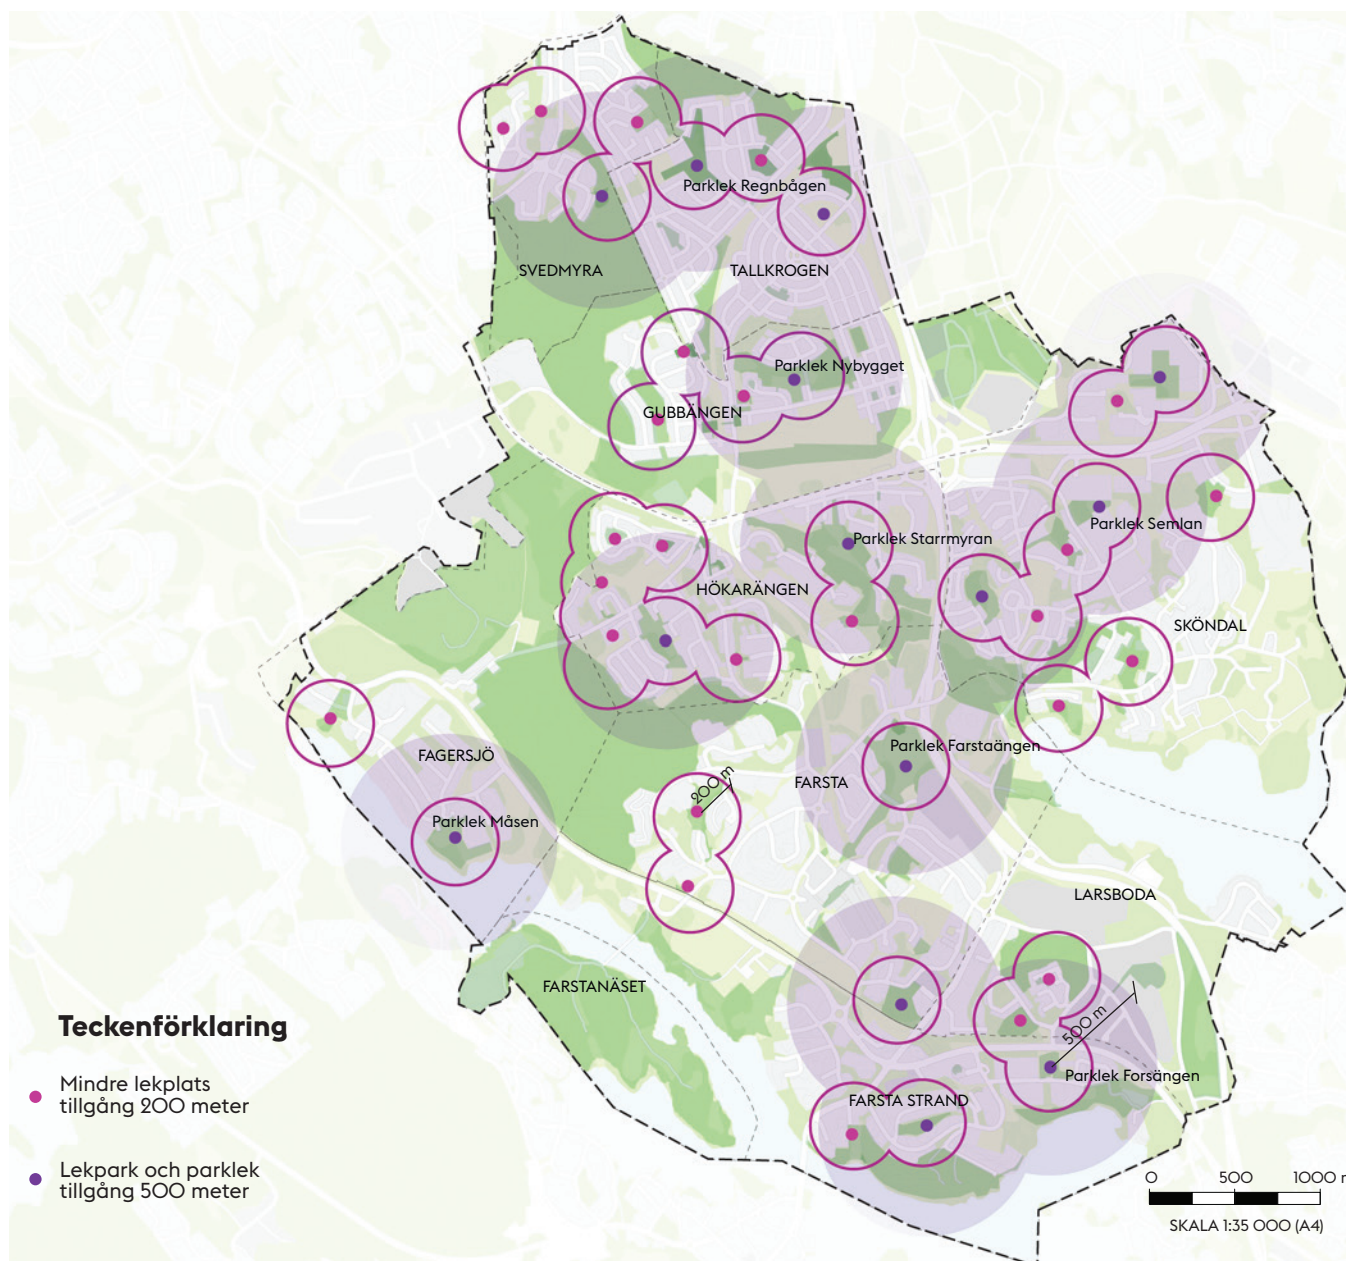 Parklek Regnbågen
SVEDMYRA
TALLKROGEN
Parklek Nybygget
GUBBÄNGEN
Parklek Semlan
Parklek Starrmyran
HÖKARÄNGEN
SKÖNDAL
Parklek Farstaängen
FAGERSJÖ
200 m
FARSTA
Parklek Måsen
LARSBODA
FARSTANÄSET
500 m
Parklek Forsängen
FARSTA STRAND
Teckenförklaring
Mindre lekplats
tillgång 200 meter
Lekpark och parklek
tillgång 500 meter
0 500 1000 m
SKALA 1:35 000 (A4)